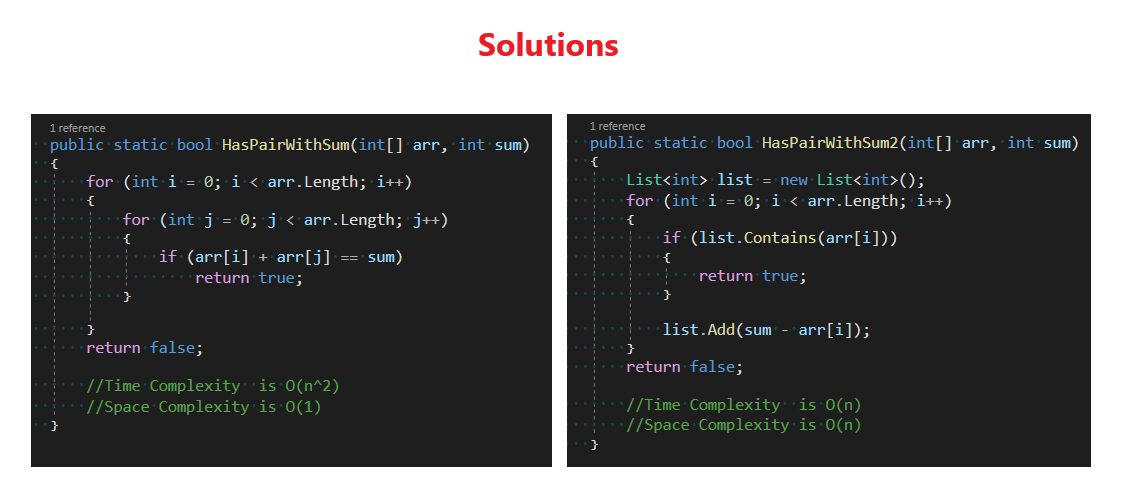 Solutions
1 reference
public static bool HasPairWithSum(int[] arr, int sum)
{
for (int i = 0; i < arr.Length; i++)
{
for (int j = 0; j < arr.Length; j++)
{
if (arr[i] + arr[j] == sum)
return true;
}
}
return false;
//Time Complexity  is O(n^2)
//Space Complexity is O(1)
}
1 reference
public static bool HasPairWithSum2(int[] arr, int sum)
{
List<int> list = new List<int>();
for (int i = 0; i < arr.Length; i++)
{
if (list.Contains(arr[i]))
{
return true;
}
list.Add(sum - arr[i]);
}
return false;
//Time Complexity  is O(n)
//Space Complexity is O(n)
}